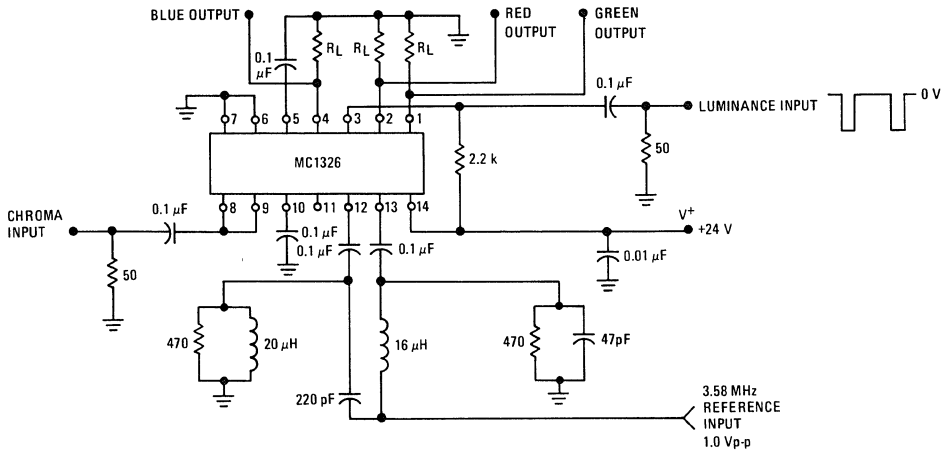 BLUE OUTPUT
RED
OUTPUT
GREEN
OUTPUT
0.1
µF
RL
RL
RL
0.1 µF
LUMINANCE INPUT
0 V
7
6
5
4
3
2
1
MC1326
2.2 k
50
8
9
10
11
12
13
14
CHROMA
INPUT
0.1 µF
50
0.1 µF
0.1 µF
0.1 µF
V+
+24 V
0.01 µF
470
20 µH
16 µH
470
47pF
220 pF
3.58 MHz
REFERENCE
INPUT
1.0 Vp-p